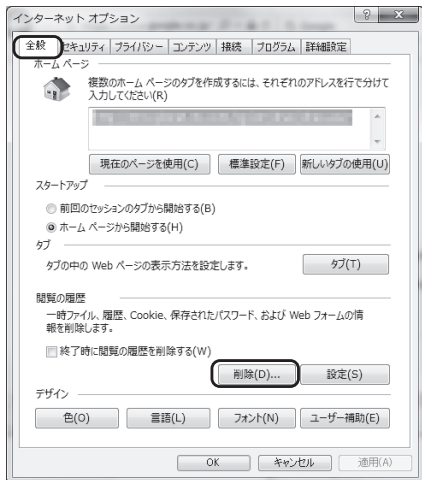 インターネット オプション
全般 セキュリティ プライバシー コンテンツ 接続 プログラム 詳細設定
ホーム ページ
複数のホーム ページのタブを作成するには、それぞれのアドレスを行で分けて
入力してください(R)
現在のページを使用(C) 標準設定(F) 新しいタブの使用(U)
スタートアップ
前回のセッションのタブから開始する(B)
ホーム ページから開始する(H)
タブ
タブの中の Web ページの表示方法を設定します。 タブ(T)
閲覧の履歴
一時ファイル、履歴、Cookie、保存されたパスワード、および Web フォームの情
報を削除します。
終了時に閲覧の履歴を削除する(W)
削除(D)... 設定(S)
デザイン
色(O) 言語(L) フォント(N) ユーザー補助(E)
OK キャンセル 適用(A)